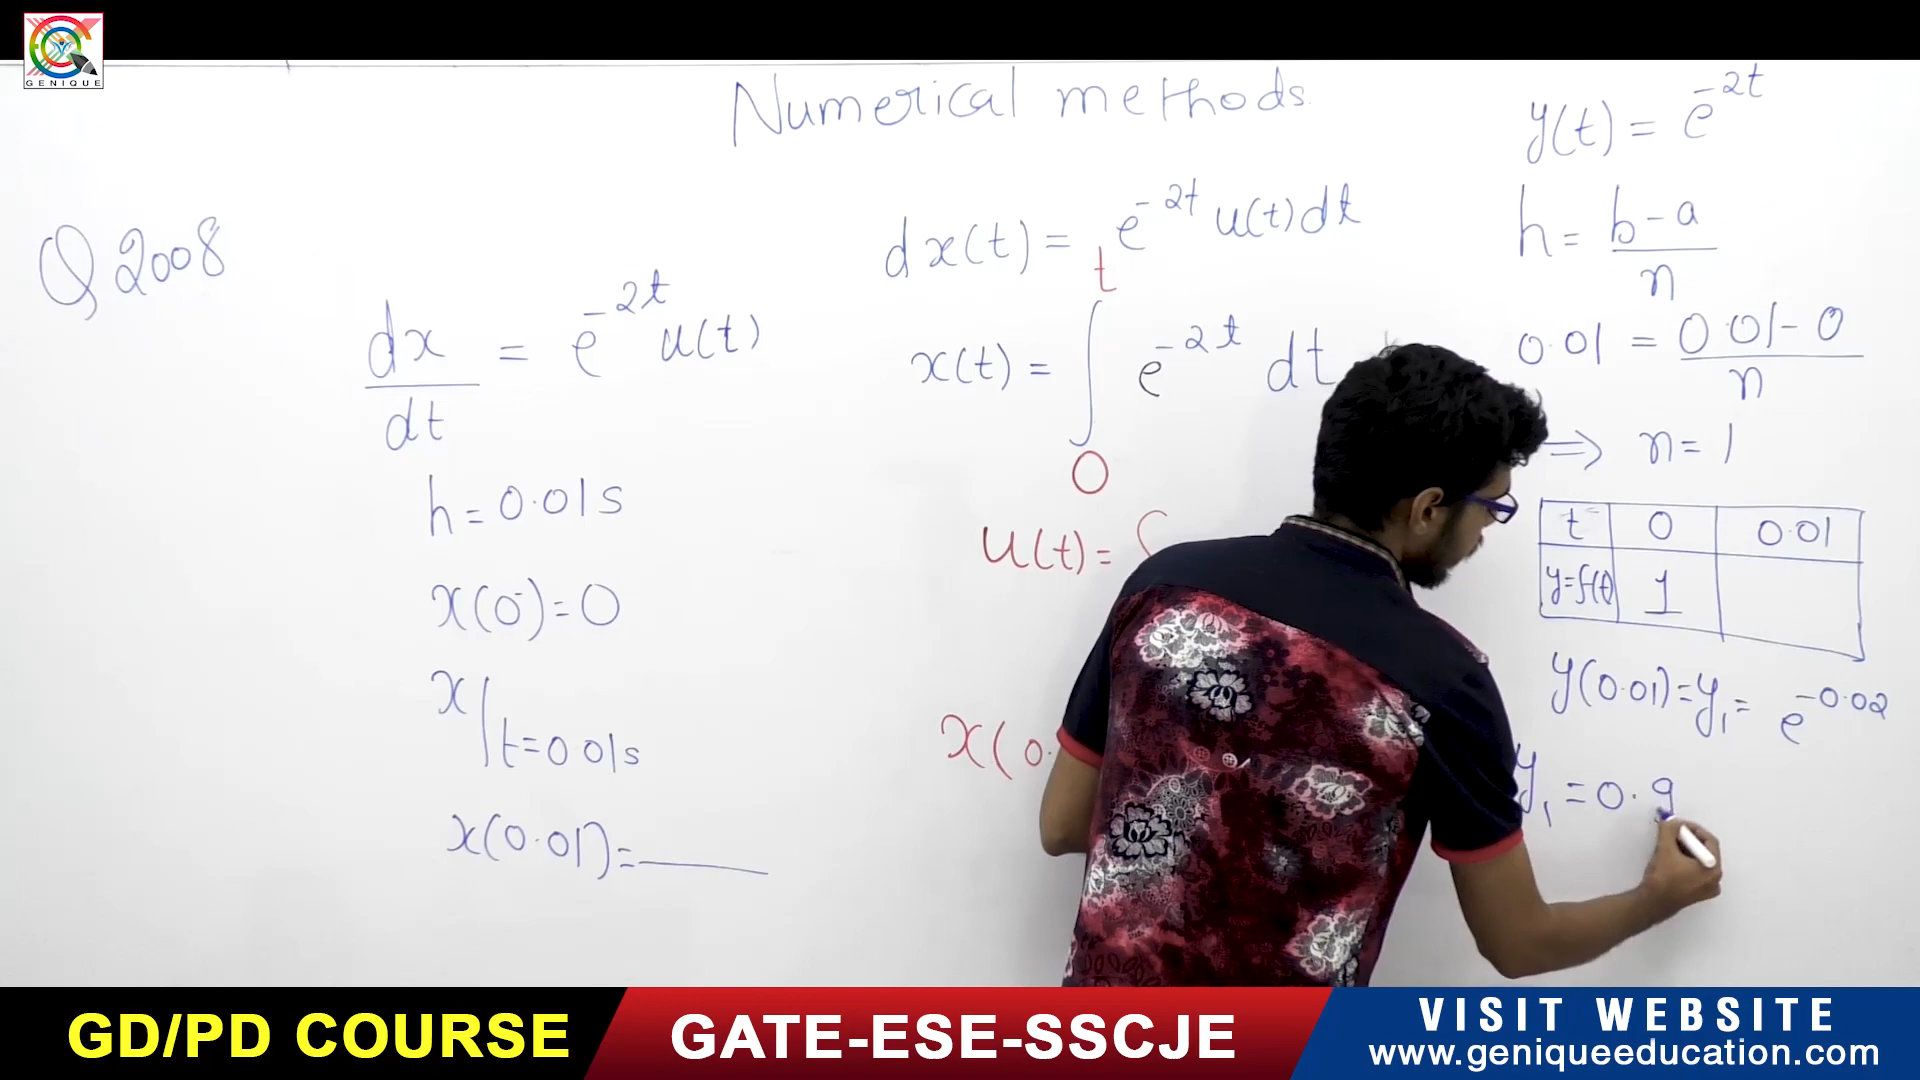 GENIQUE
Numerical methods
Q 2008
dx/dt = e^-2t u(t)
h = 0.01s
x(0^-) = 0
x|t=0.01s
x(0.01) = ____
dx(t) = e^-2t u(t)dt
x(t) = ∫_0^t e^-2t dt
u(t) = {
x(0.
y(t) = e^-2t
h = b-a/n
0.01 = 0.01-0/n
⇒ n = 1
t 0 0.01
y=f(t) 1
y(0.01) = y₁ = e^-0.02
y₁ = 0.9
GD/PD COURSE
GATE-ESE-SSCJE
VISIT WEBSITE
www.geniqueeducation.com